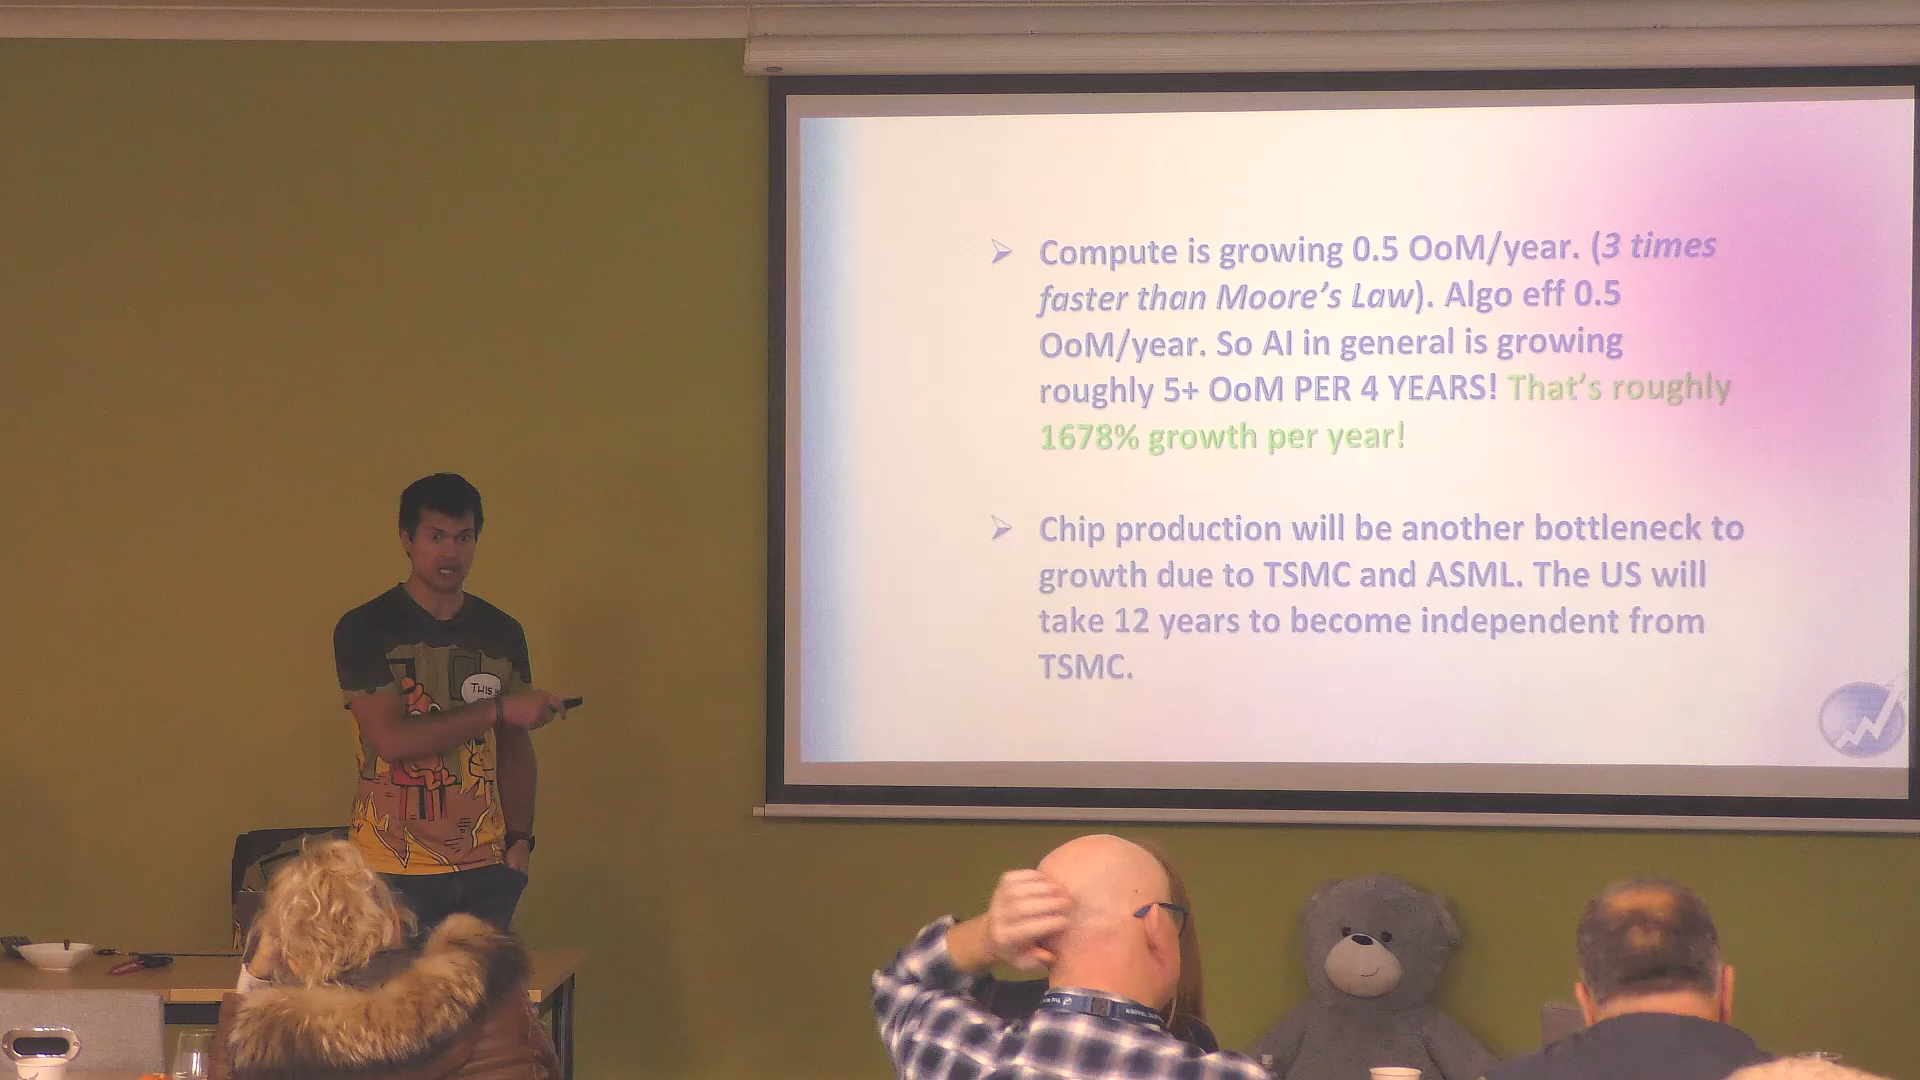 Compute is growing 0.5 OoM/year. (3 times
faster than Moore's Law). Algo eff 0.5
OoM/year. So AI in general is growing
roughly 5+ OoM PER 4 YEARS! That's roughly
1678% growth per year!
Chip production will be another bottleneck to
growth due to TSMC and ASML. The US will
take 12 years to become independent from
TSMC.
THIS IS